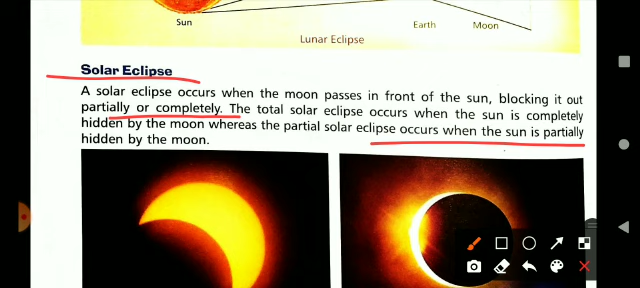 Sun
Earth
Moon
Lunar Eclipse
Solar Eclipse
A solar eclipse occurs when the moon passes in front of the sun, blocking it out
partially or completely. The total solar eclipse occurs when the sun is completely
hidden by the moon whereas the partial solar eclipse occurs when the sun is partially
hidden by the moon.